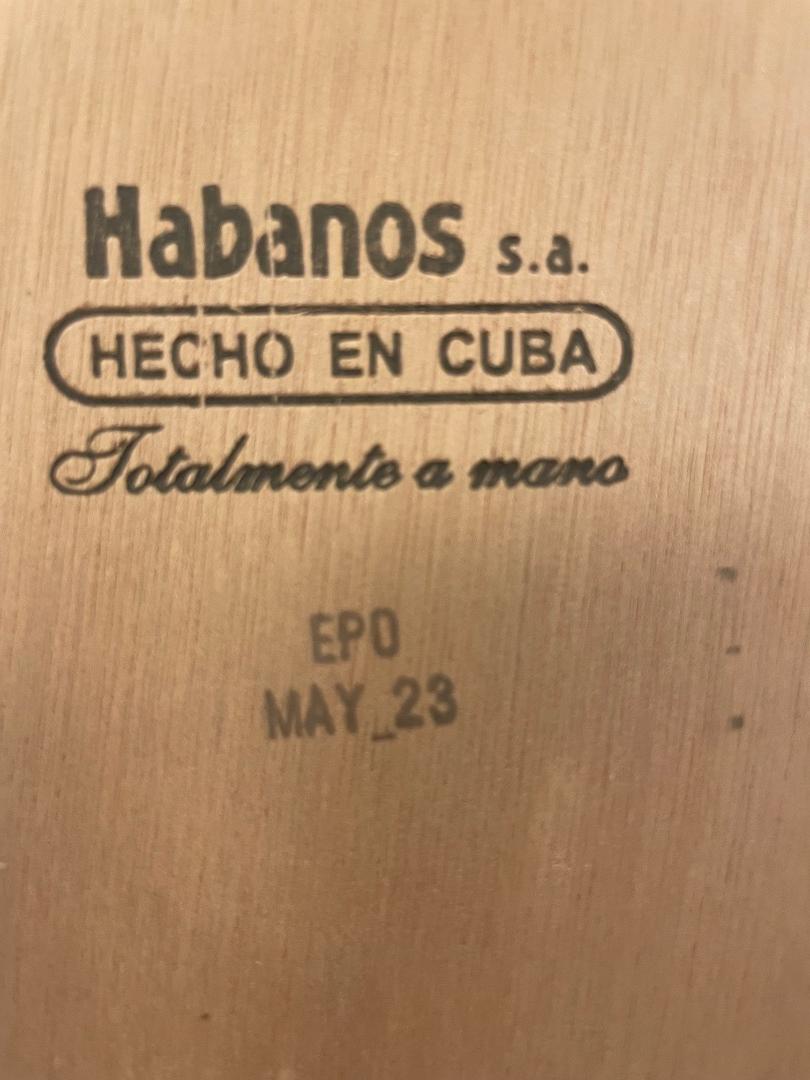 Habanos s.a.
HECHO EN CUBA
Totalmente a mano
EPO
MAY_23